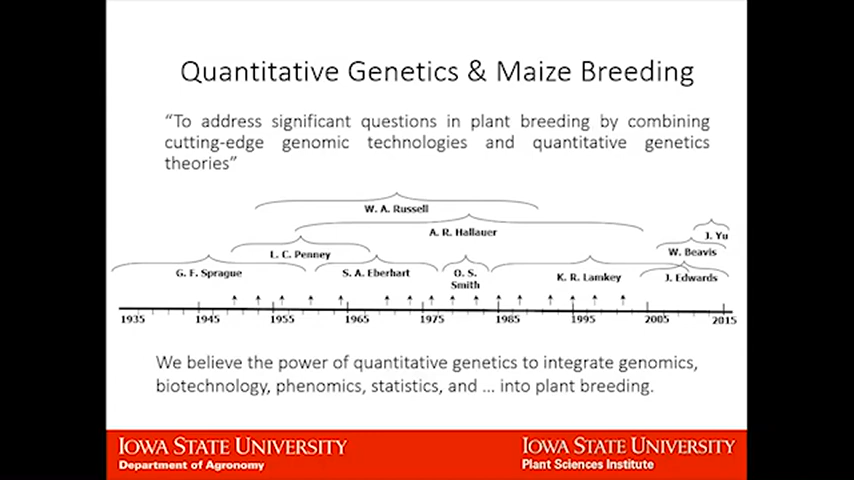 Quantitative Genetics & Maize Breeding
“To address significant questions in plant breeding by combining
cutting-edge genomic technologies and quantitative genetics
theories”
W. A. Russell
A. R. Hallauer
J. Yu
L. C. Penney
W. Beavis
G. F. Sprague
S. A. Eberhart
O. S.
Smith
K. R. Lamkey
J. Edwards
1935 1945 1955 1965 1975 1985 1995 2005 2015
We believe the power of quantitative genetics to integrate genomics,
biotechnology, phenomics, statistics, and ... into plant breeding.
IOWA STATE UNIVERSITY
Department of Agronomy
IOWA STATE UNIVERSITY
Plant Sciences Institute